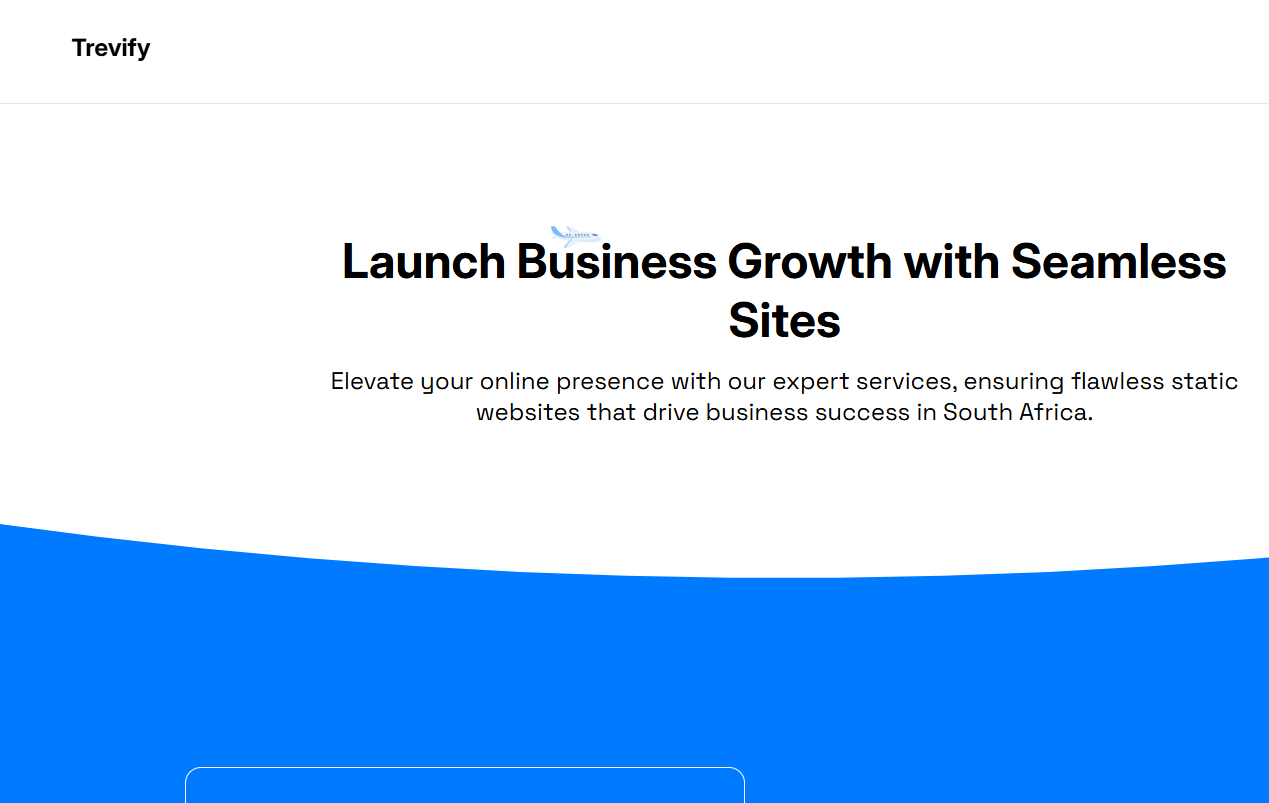 Trevify
Launch Business Growth with Seamless
Sites
Elevate your online presence with our expert services, ensuring flawless static
websites that drive business success in South Africa.